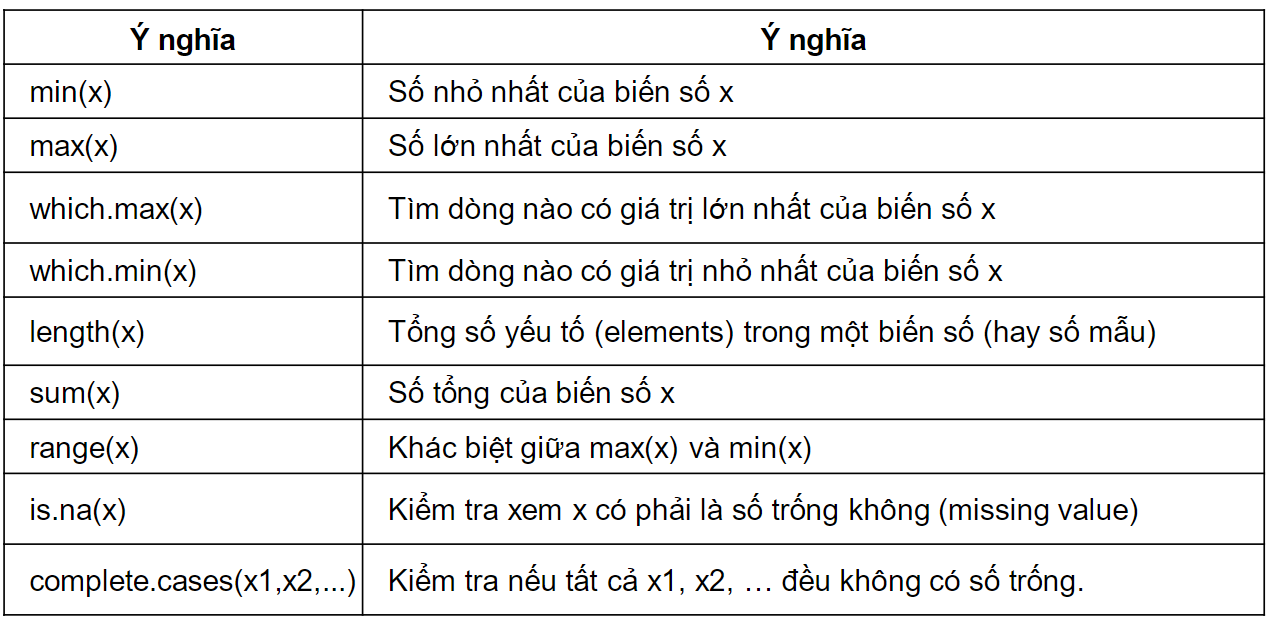 Ý nghĩa Ý nghĩa
min(x) Số nhỏ nhất của biến số x
max(x) Số lớn nhất của biến số x
which.max(x) Tìm dòng nào có giá trị lớn nhất của biến số x
which.min(x) Tìm dòng nào có giá trị nhỏ nhất của biến số x
length(x) Tổng số yếu tố (elements) trong một biến số (hay số mẫu)
sum(x) Số tổng của biến số x
range(x) Khác biệt giữa max(x) và min(x)
is.na(x) Kiểm tra xem x có phải là số trống không (missing value)
complete.cases(x1,x2,...) Kiểm tra nếu tất cả x1, x2, … đều không có số trống.